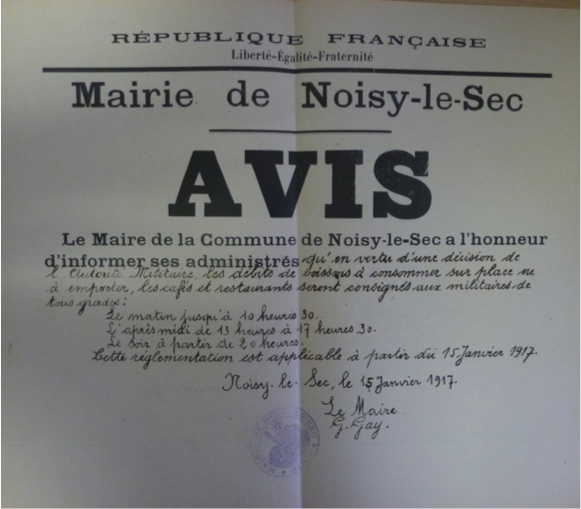 RÉPUBLIQUE FRANÇAISE
Liberté-Égalité-Fraternité
Mairie de Noisy-le-Sec
AVIS
Le Maire de la Commune de Noisy-le-Sec a l'honneur
d'informer ses administrés qu'en vertu d'une décision de
l'Autorité Militaire, les débits de boissons à consommer sur place ou
à emporter, les cafés et restaurants seront consignés aux militaires de
tous grades:
Le matin jusqu'à 10 heures 30.
L'après midi de 13 heures à 17 heures 30.
Le soir à partir de 20 heures.
Cette réglementation est applicable à partir du 15 Janvier 1917.
Noisy-le-Sec, le 15 Janvier 1917.
Le Maire
G. Gay.